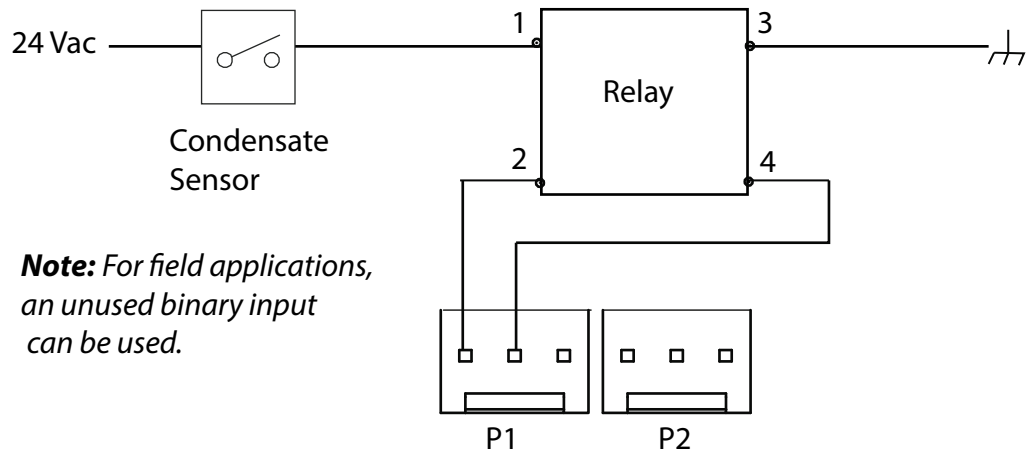 24 Vac
1
3
Relay
Condensate
Sensor
2
4
Note: For field applications,
an unused binary input
can be used.
P1
P2